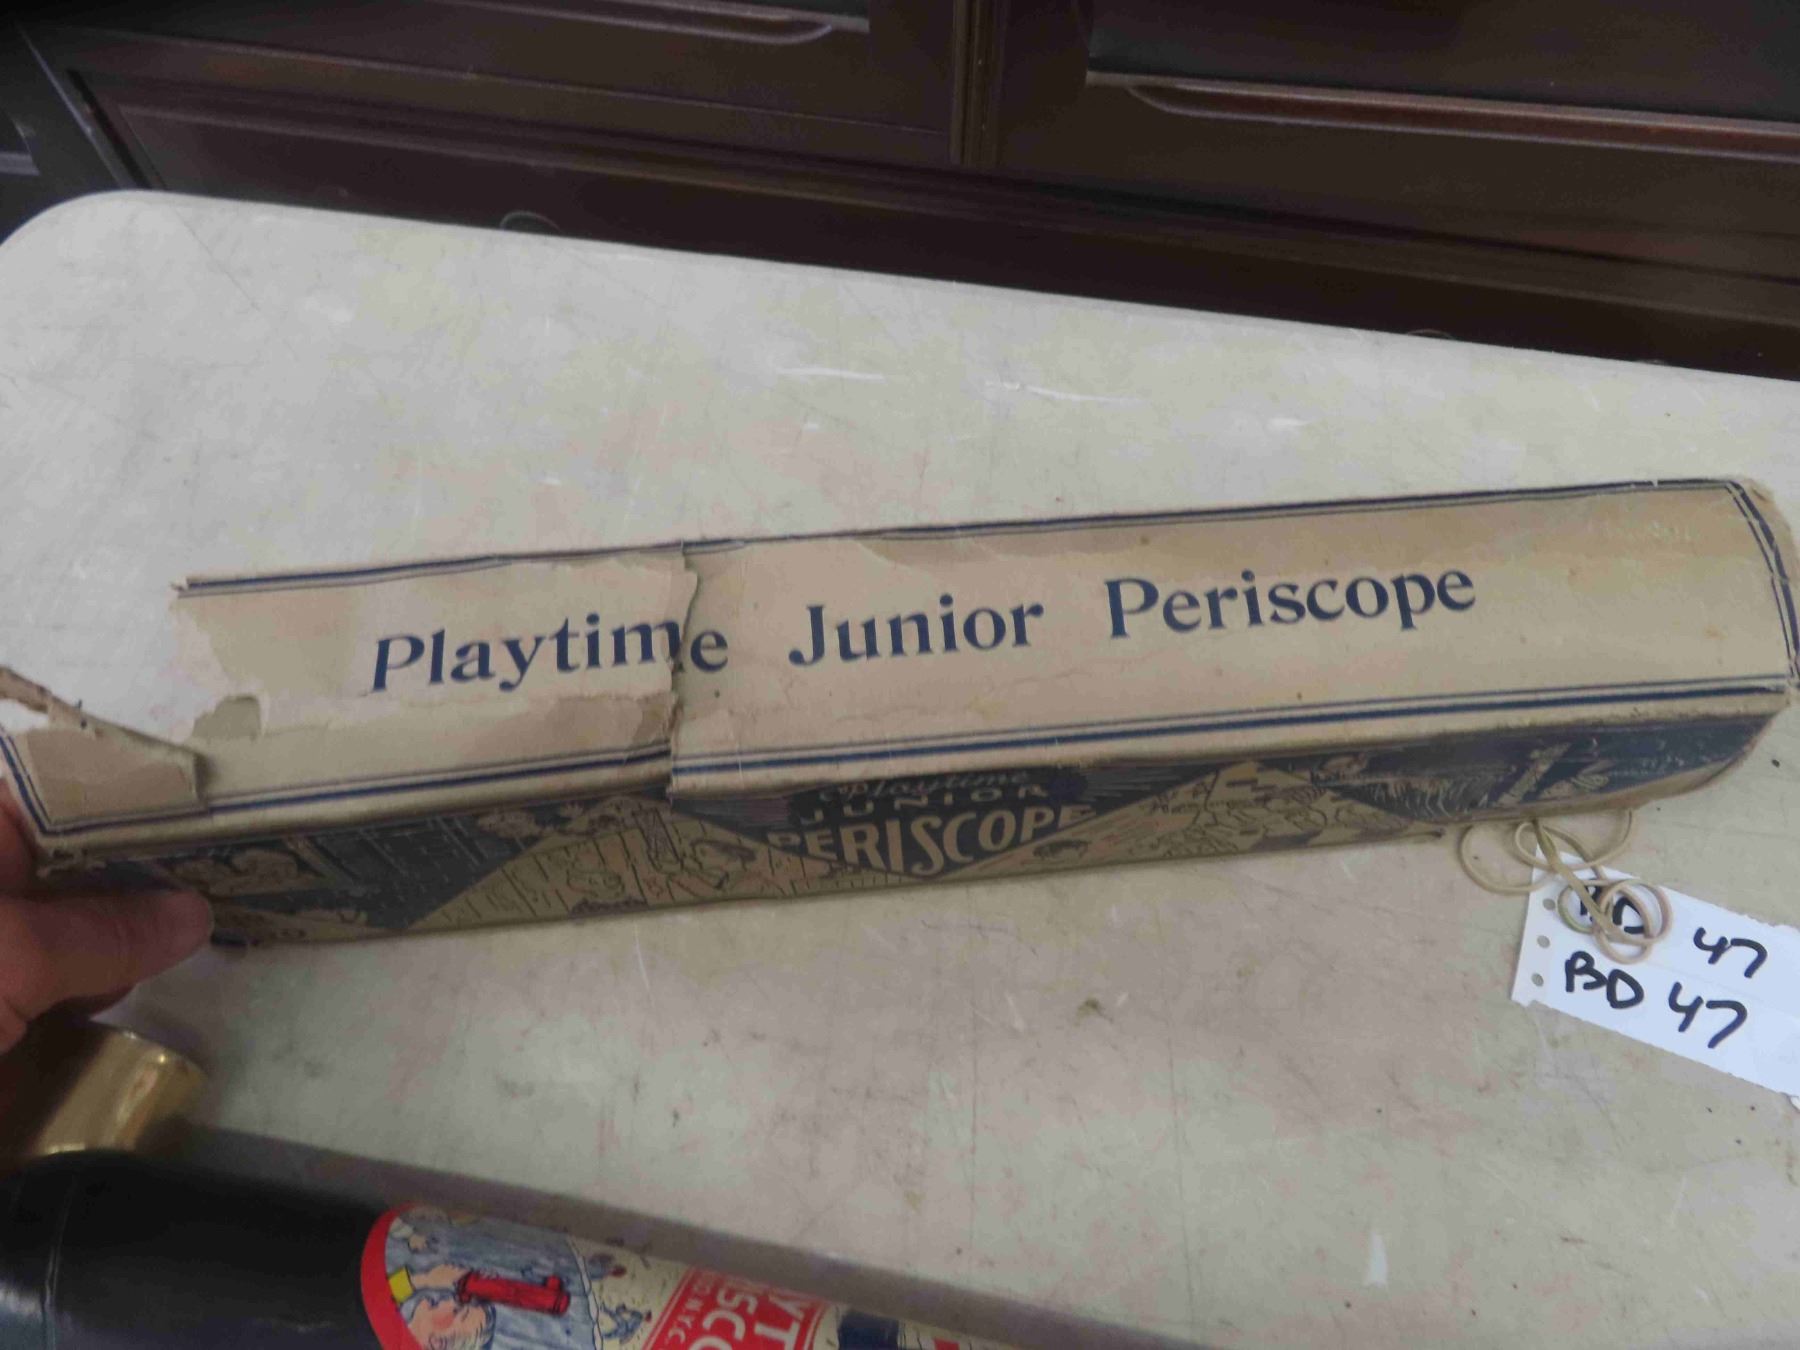 Playtime Junior Periscope
Playtime
JUNIOR
PERISCOPE
BD 47
BD 47